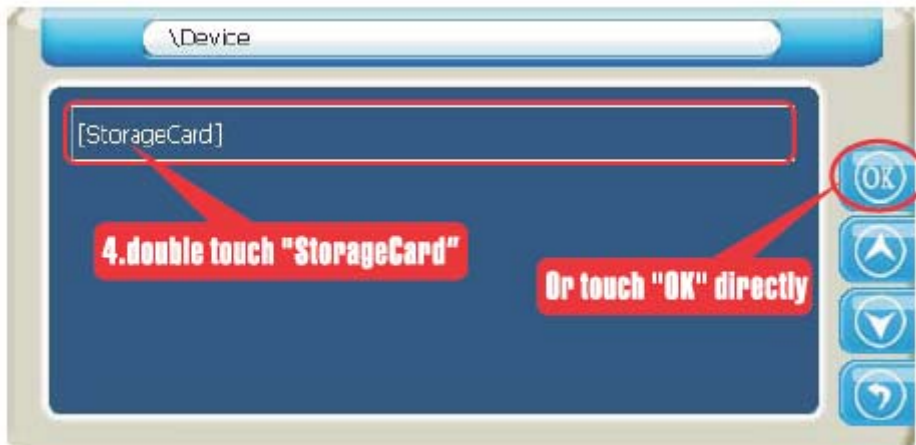 \Device
[StorageCard]
OK
4.double touch "StorageCard"
Or touch "OK" directly